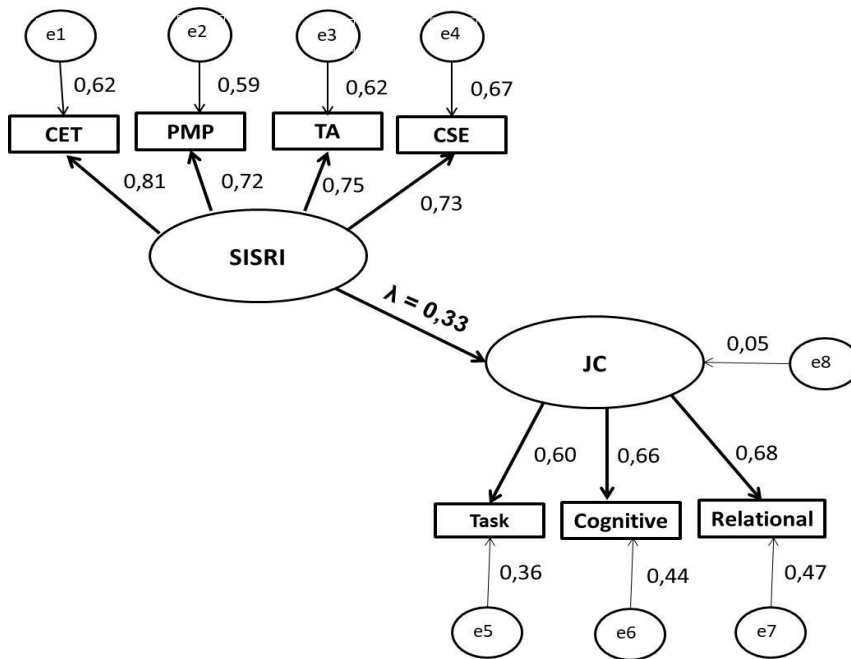 e1
e2
e3
e4
0,62
0,59
0,62
0,67
CET
PMP
TA
CSE
0,81
0,72
0,75
0,73
SISRI
λ = 0,33
JC
0,05
e8
0,60
0,66
0,68
Task
Cognitive
Relational
0,36
0,44
0,47
e5
e6
e7